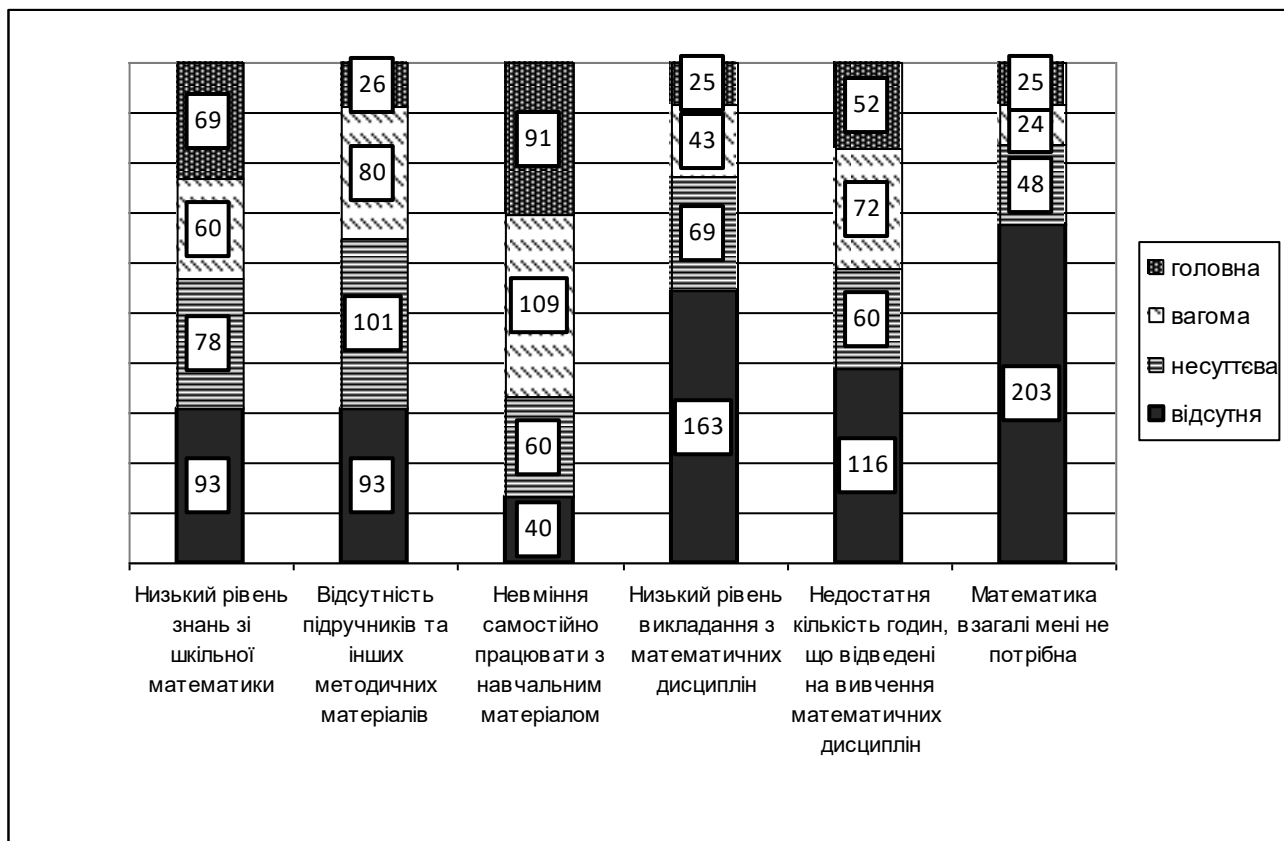 69
60
78
93
26
80
101
93
91
109
60
40
25
43
69
163
52
72
60
116
25
24
48
203
головна
вагома
несуттєва
відсутня
Низький рівень
знань зі
шкільної
математики
Відсутність
підручників та
інших
методичних
матеріалів
Невміння
самостійно
працювати з
навчальним
матеріалом
Низький рівень
викладання з
математичних
дисциплін
Недостатня
кількість годин,
що відведені
на вивчення
математичних
дисциплін
Математика
взагалі мені не
потрібна